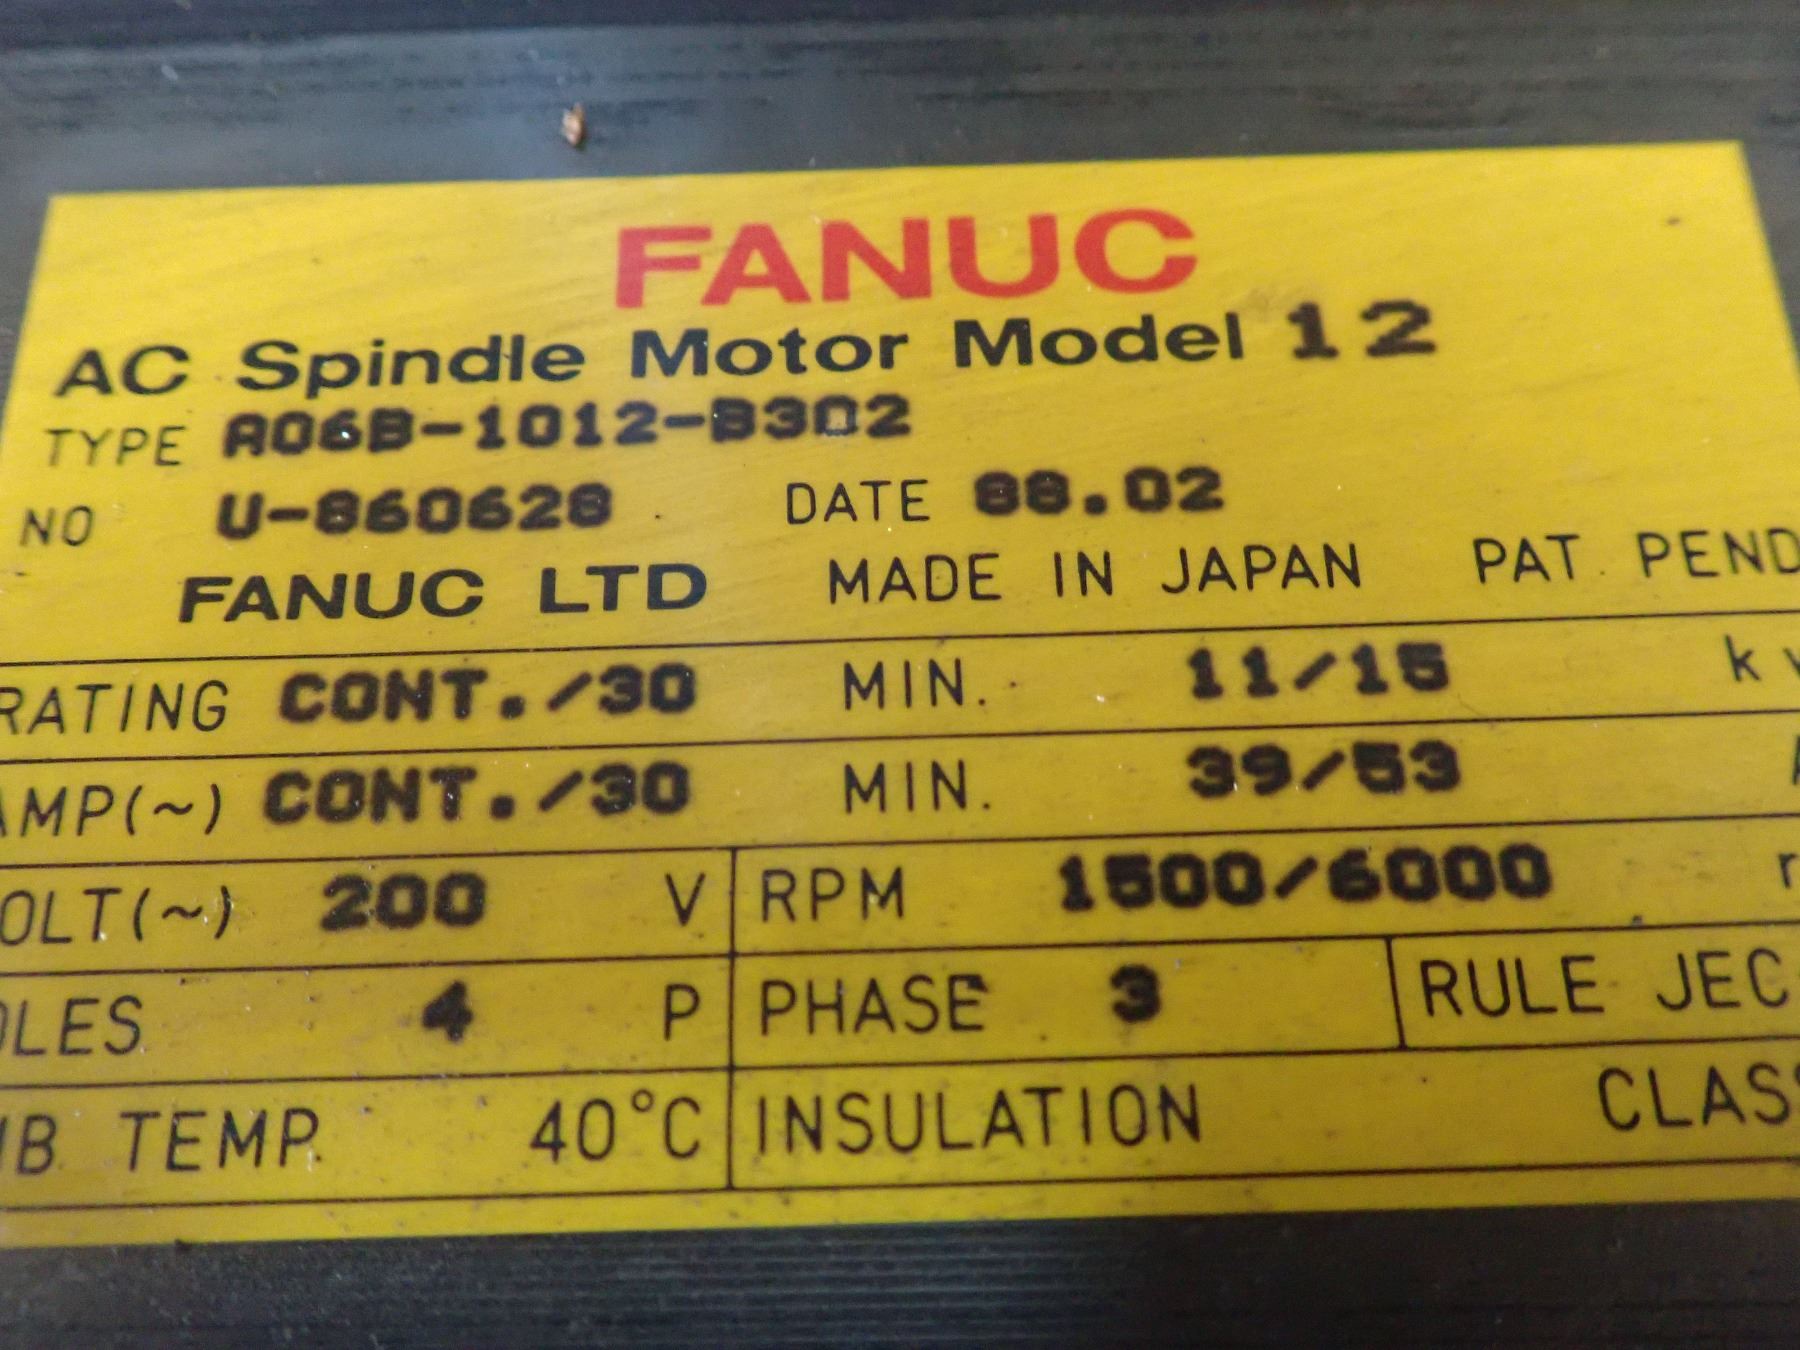 FANUC
AC Spindle Motor Model 12
TYPE A06B-1012-B302
NO U-860628 DATE 88.02
FANUC LTD MADE IN JAPAN PAT. PEND
RATING CONT./30 MIN. 11/15 k
AMP(~) CONT./30 MIN. 39/53 A
OLT(~) 200 V RPM 1500/6000 r
OLES 4 P PHASE 3 RULE JEC-
MB. TEMP. 40°C INSULATION CLASS